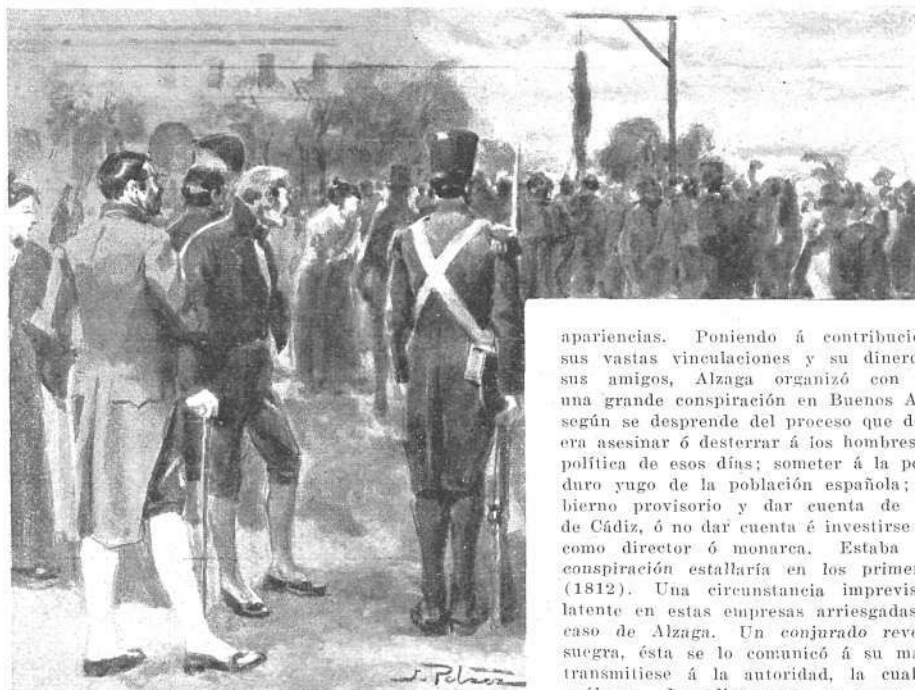 J. Pelaez
apariencias. Poniendo á contribució
sus vastas vinculaciones y su dinero
sus amigos, Alzaga organizó con
una grande conspiración en Buenos A
según se desprende del proceso que d
era asesinar ó desterrar á los hombres
política de esos días; someter á la p
duro yugo de la población española;
bierno provisorio y dar cuenta de
de Cádiz, ó no dar cuenta é investirse
como director ó monarca. Estaba
conspiración estallaría en los primer
(1812). Una circunstancia imprevis
latente en estas empresas arriesgadas
caso de Alzaga. Un conjurado reve
suegra, ésta se lo comunicó á su ma
transmitiese á la autoridad, la cua